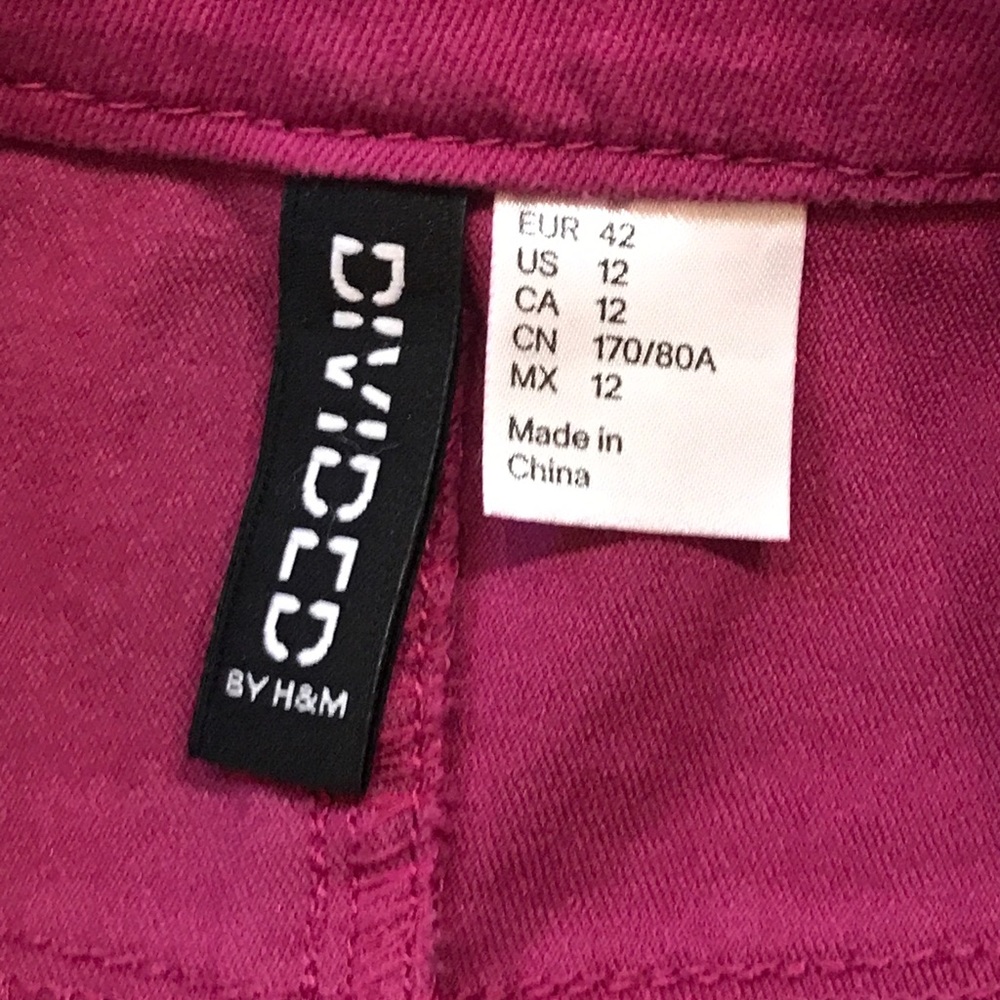 DIVIDED
BY H&M
EUR 42
US 12
CA 12
CN 170/80A
MX 12
Made in
China